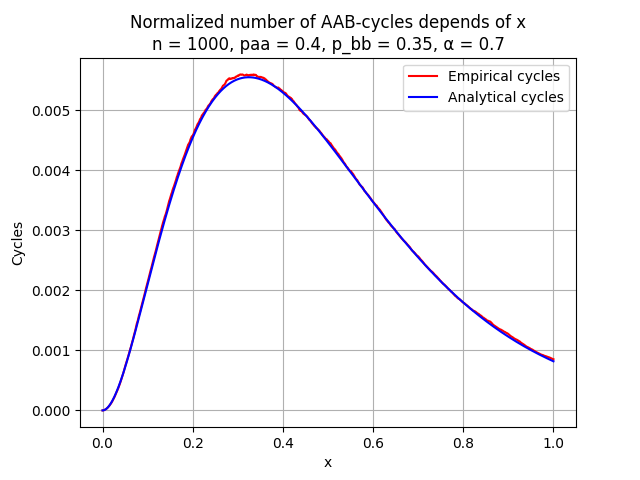 Normalized number of AAB-cycles depends of x
n = 1000, paa = 0.4, p_bb = 0.35, α = 0.7
Empirical cycles
Analytical cycles
Cycles
0.005
0.004
0.003
0.002
0.001
0.000
0.0 0.2 0.4 0.6 0.8 1.0
x